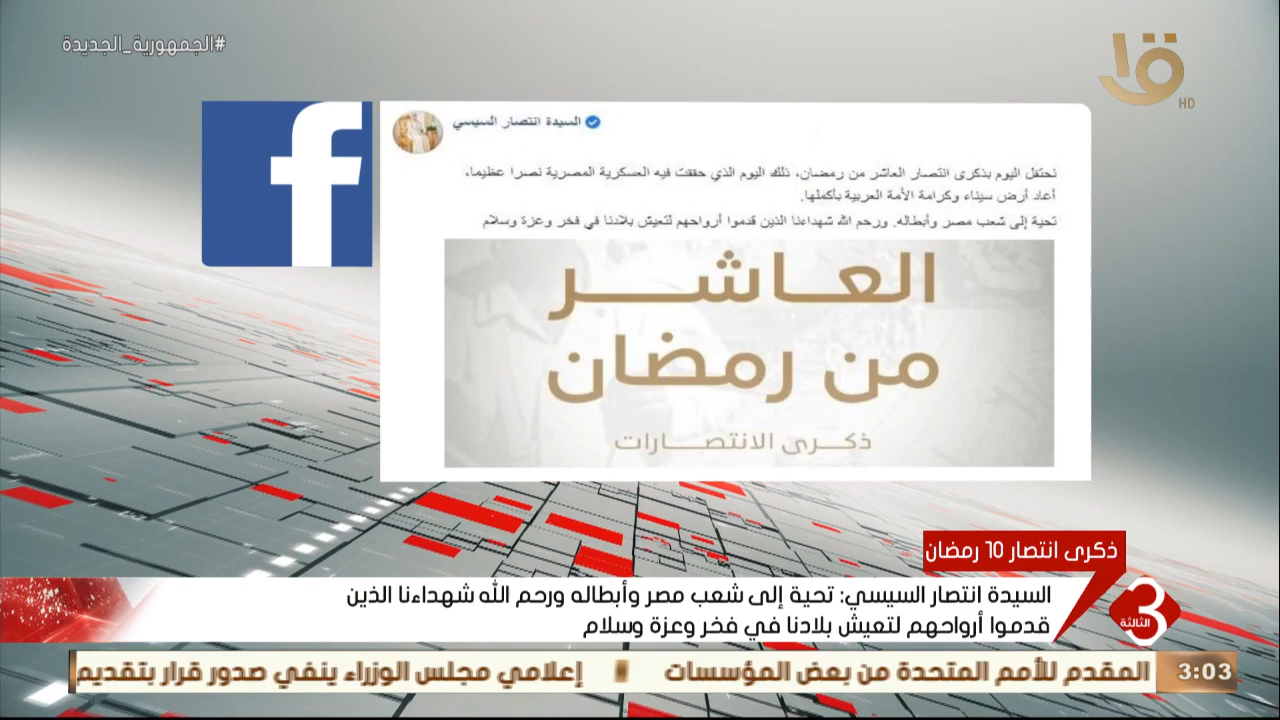 #الجمهورية_الجديدة
HD
السيدة انتصار السيسي
تحتفل اليوم بذكرى انتصار العاشر من رمضان، ذلك اليوم الذي حققت فيه العسكرية المصرية نصرا عظيما،
أعاد أرض سيناء وكرامة الأمة العربية بأكملها.
تحية إلى شعب مصر وأبطاله. ورحم الله شهداءنا الذين قدموا أرواحهم لتعيش بلادنا في فخر وعزة وسلام
العاشر
من رمضان
ذكرى الانتصارات
ذكرى انتصار 10 رمضان
السيدة انتصار السيسي: تحية إلى شعب مصر وأبطاله ورحم الله شهداءنا الذين
قدموا أرواحهم لتعيش بلادنا في فخر وعزة وسلام
3 الثالثة
3:03 المقدم للأمم المتحدة من بعض المؤسسات إعلامي مجلس الوزراء ينفي صدور قرار بتقديم